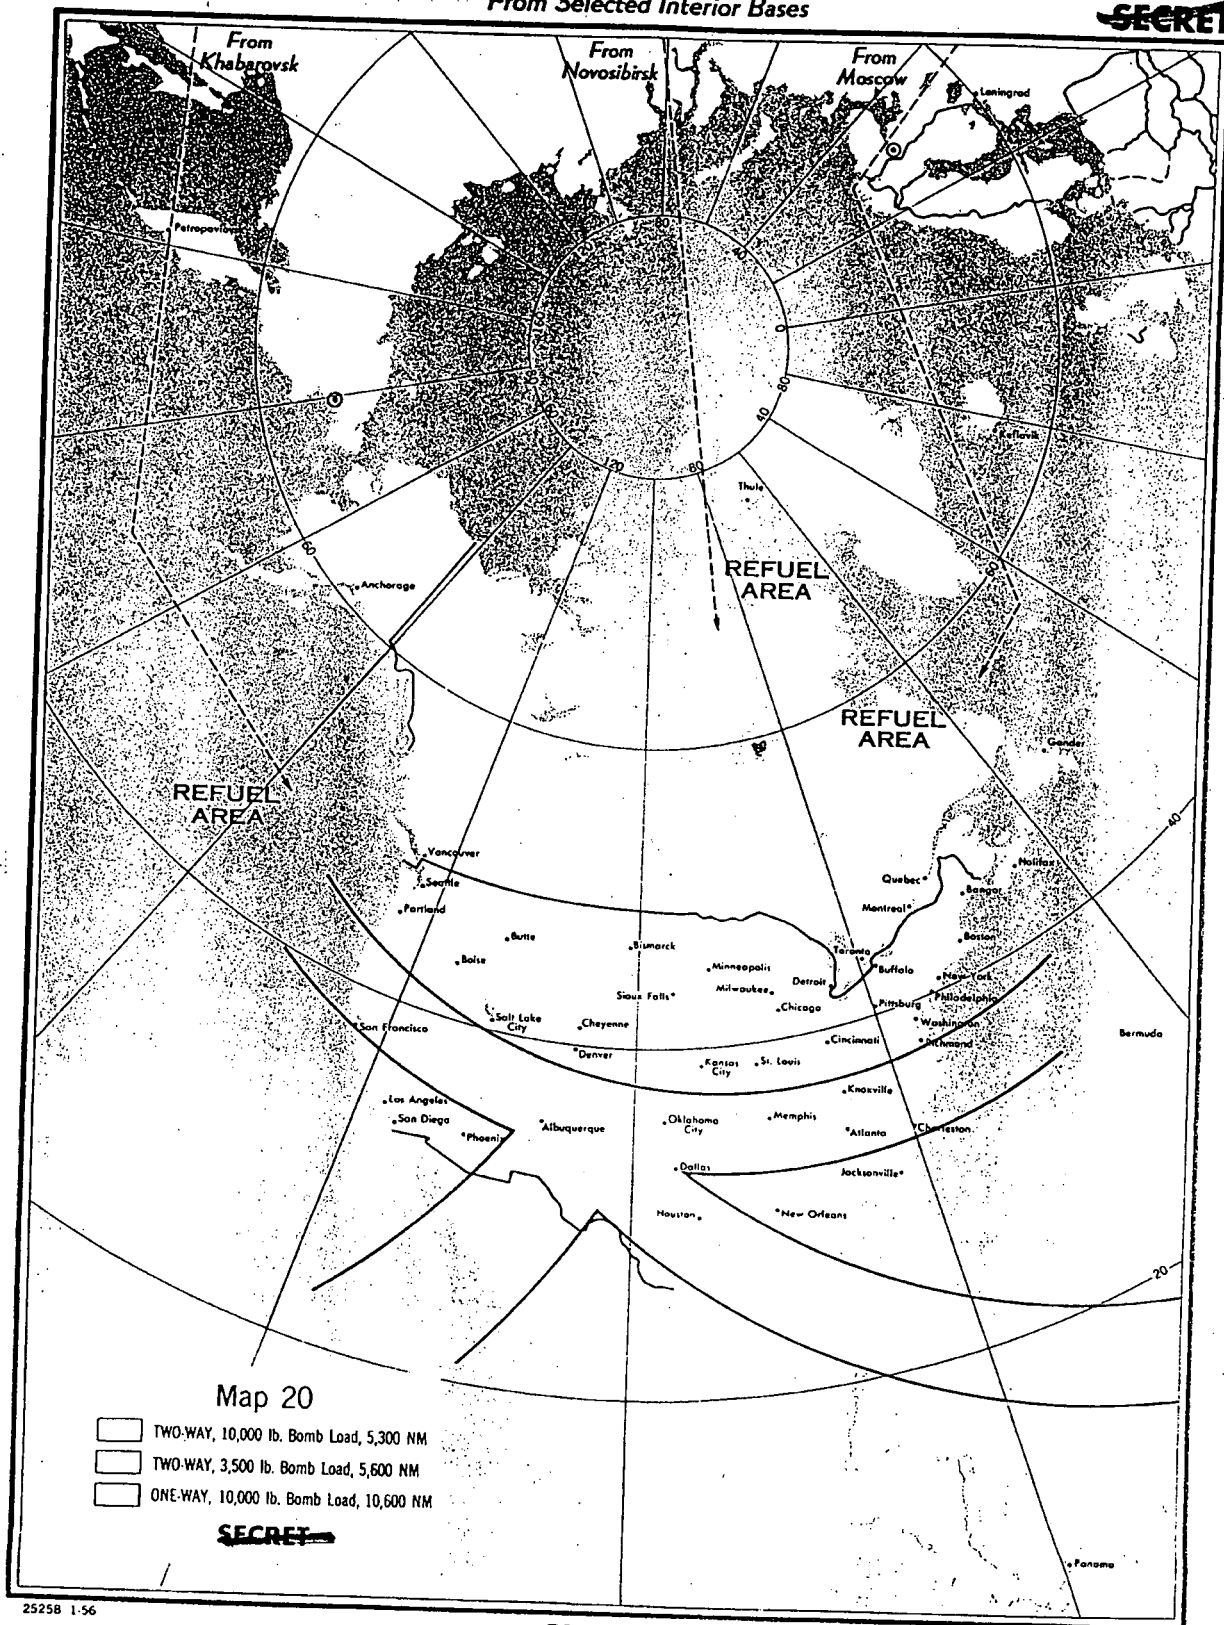 From Selected Interior Bases
SECRET
From
Khabarovsk
From
Novosibirsk
From
Moscow
Leningrad
Petropavlovsk
40
0
80
40
Keflavik
120
80
Thule
60
60
REFUEL
AREA
Anchorage
REFUEL
AREA
Gander
REFUEL
AREA
40
Vancouver
Seattle
Portland
Halifax
Quebec
Bangor
Montreal
Butte
Boise
Bismarck
Boston
Toronto
Buffalo
Minneapolis
Milwaukee
Detroit
New York
Philadelphia
Sioux Falls
Chicago
Pittsburg
Washington
Richmond
Salt Lake
City
Cheyenne
San Francisco
Bermuda
Cincinnati
Denver
Kansas
City
St. Louis
Knoxville
Los Angeles
San Diego
Phoenix
Albuquerque
Oklahoma
City
Memphis
Atlanta
Charleston
Dallas
Jacksonville
Houston
New Orleans
20
Map 20
TWO-WAY, 10,000 lb. Bomb Load, 5,300 NM
TWO-WAY, 3,500 lb. Bomb Load, 5,600 NM
ONE-WAY, 10,000 lb. Bomb Load, 10,600 NM
SECRET
Panama
25258 1-56